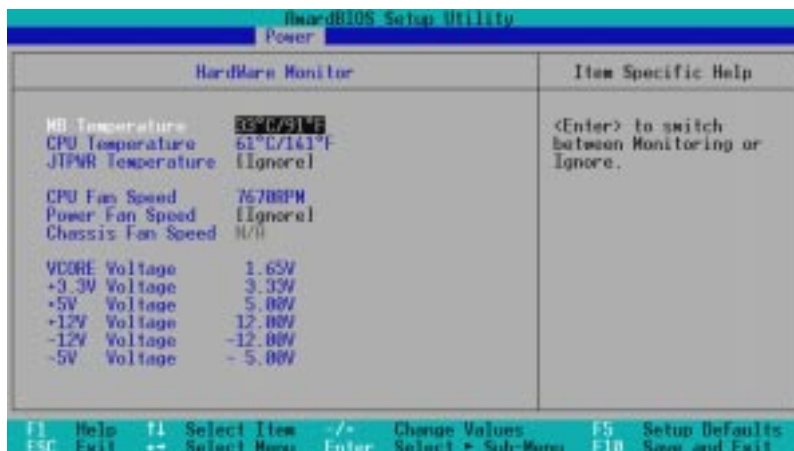 AwardBIOS Setup Utility
Power
HardWare Monitor
Item Specific Help
MB Temperature 33°C/91°F
CPU Temperature 61°C/141°F
JTPWR Temperature [Ignore]
CPU Fan Speed 7670RPM
Power Fan Speed [Ignore]
Chassis Fan Speed N/A
VCORE Voltage 1.65V
+3.3V Voltage 3.33V
+5V Voltage 5.00V
+12V Voltage 12.00V
-12V Voltage -12.00V
-5V Voltage - 5.00V
<Enter> to switch
between Monitoring or
Ignore.
F1 Help ↑↓ Select Item -/+ Change Values F5 Setup Defaults
ESC Exit ←→ Select Menu Enter Select ► Sub-Menu F10 Save and Exit